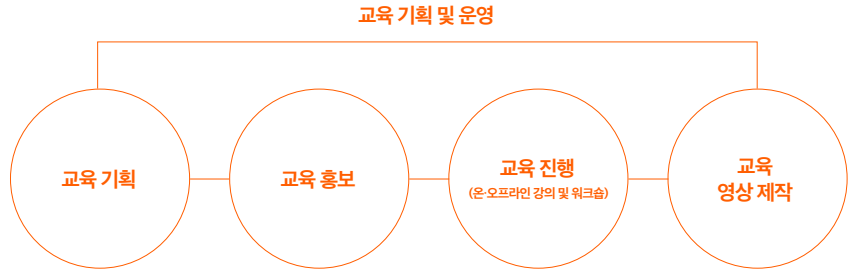 교육 기획 및 운영
교육 기획
교육 홍보
교육 진행
(온·오프라인 강의 및 워크숍)
교육
영상 제작